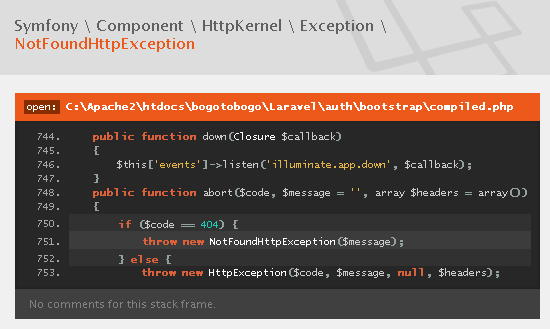 Symfony \ Component \ HttpKernel \ Exception \
NotFoundHttpException
open: C:\Apache2\htdocs\bogotobogo\Laravel\auth\bootstrap\compiled.php
744. public function down(Closure $callback)
745. {
746. $this['events']->listen('illuminate.app.down', $callback);
747. }
748. public function abort($code, $message = '', array $headers = array())
749. {
750. if ($code == 404) {
751. throw new NotFoundHttpException($message);
752. } else {
753. throw new HttpException($code, $message, null, $headers);
No comments for this stack frame.